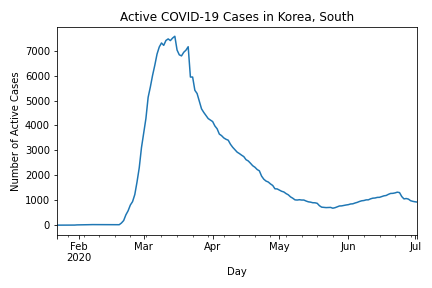 Active COVID-19 Cases in Korea, South
Number of Active Cases
7000
6000
5000
4000
3000
2000
1000
0
Feb Mar Apr May Jun Jul
2020
Day